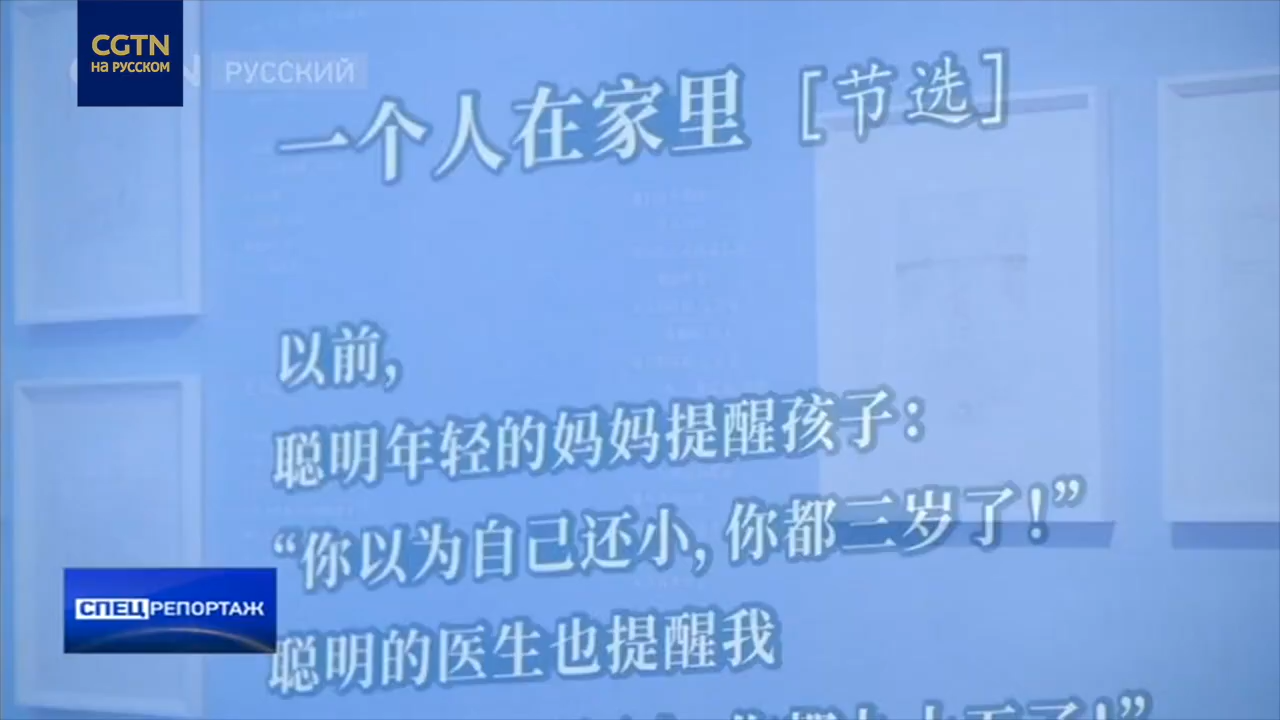 CGTN
НА РУССКОМ
РУССКИЙ
一个人在家里 [节选]
以前,
聪明年轻的妈妈提醒孩子：
“你以为自己还小, 你都三岁了！”
聪明的医生也提醒我
СПЕЦРЕПОРТАЖ